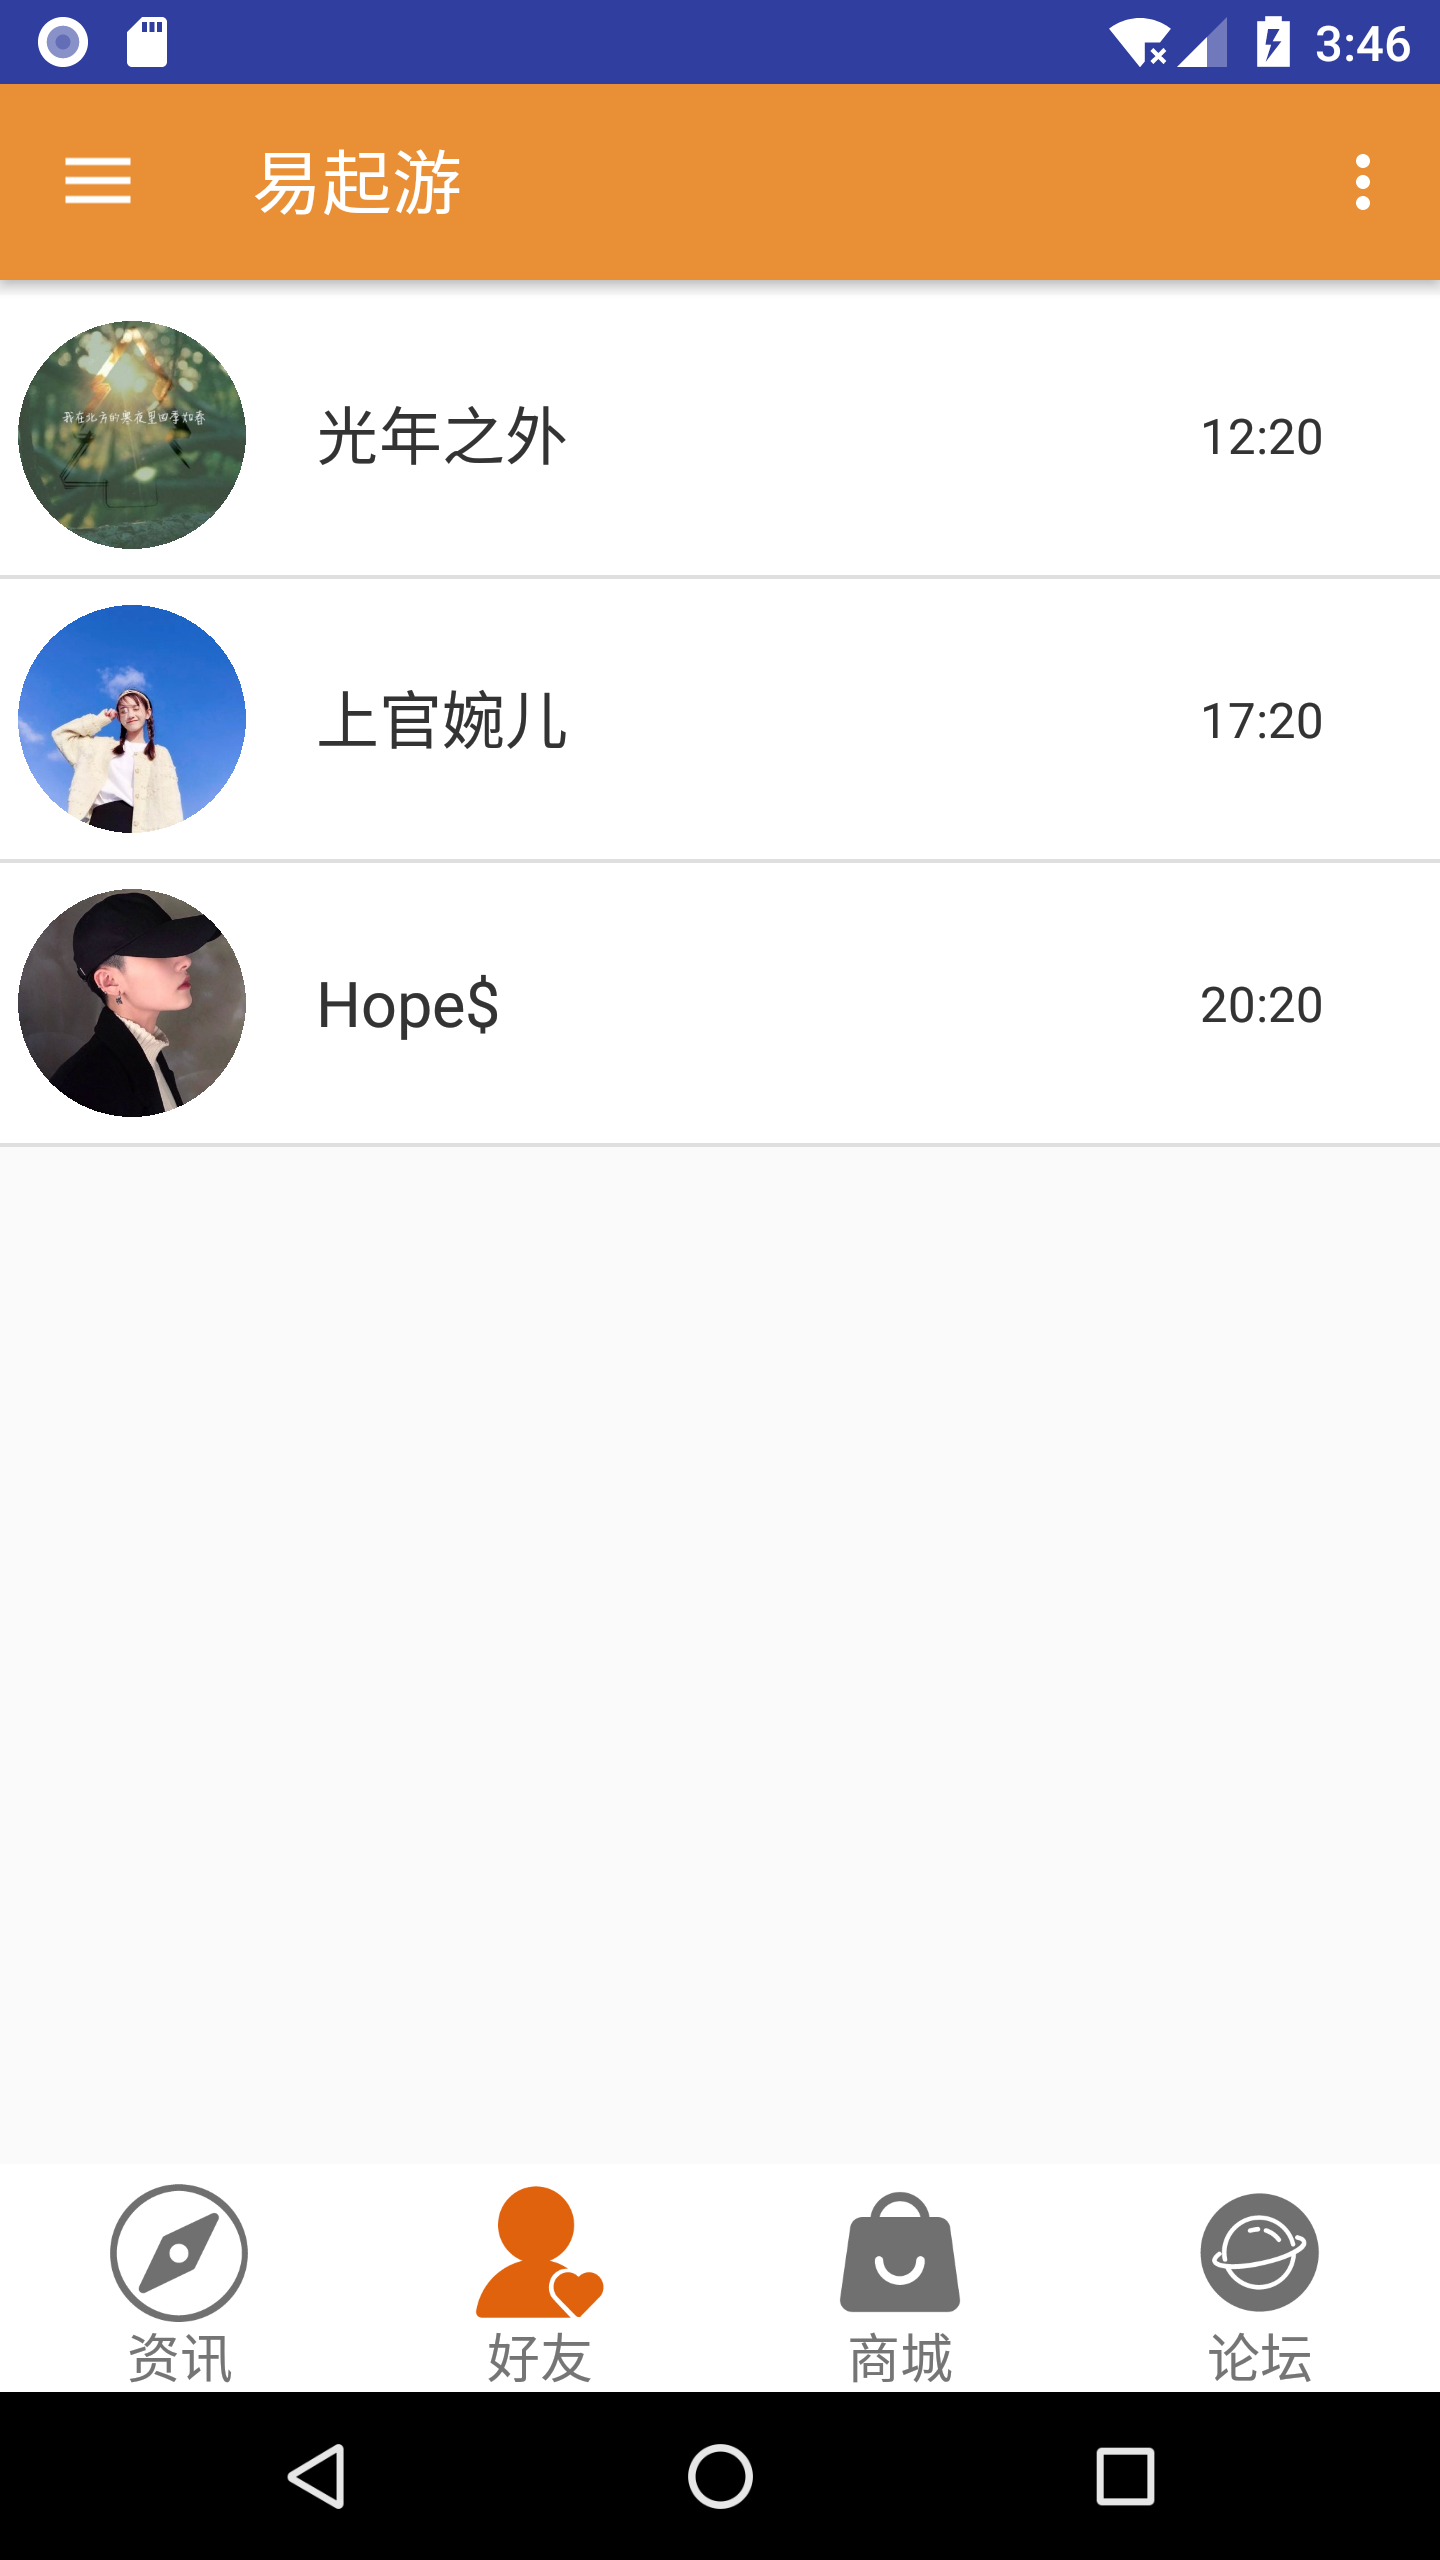 3:46
易起游
我在北方的寒夜里四季如春
光年之外
12:20
上官婉儿
17:20
Hope$
20:20
资讯
好友
商城
论坛